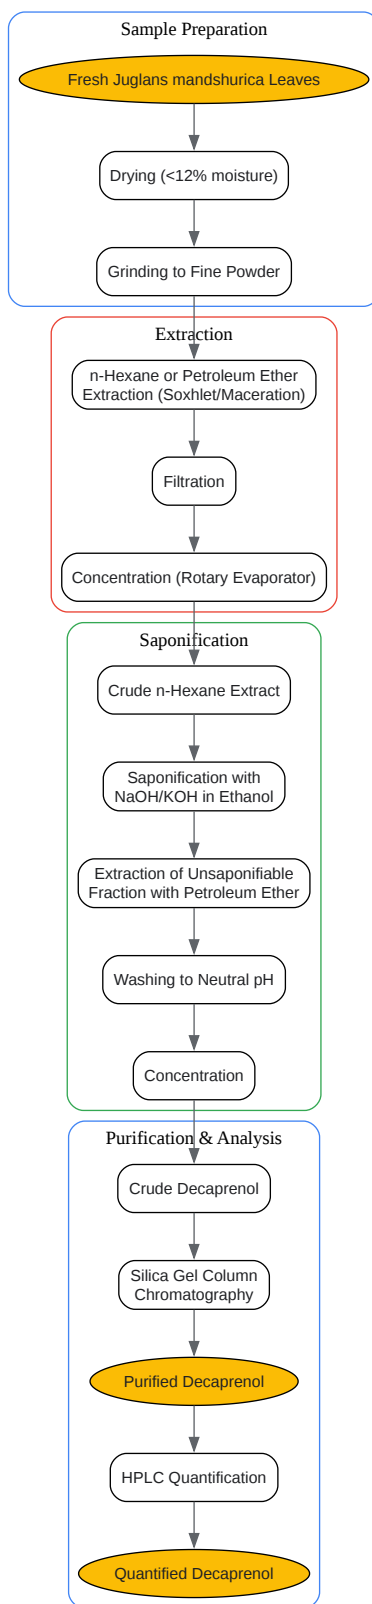 Sample Preparation
Fresh Juglans mandshurica Leaves
Drying (<12% moisture)
Grinding to Fine Powder
Extraction
n-Hexane or Petroleum Ether
Extraction (Soxhlet/Maceration)
Filtration
Concentration (Rotary Evaporator)
Saponification
Crude n-Hexane Extract
Saponification with
NaOH/KOH in Ethanol
Extraction of Unsaponifiable
Fraction with Petroleum Ether
Washing to Neutral pH
Concentration
Purification & Analysis
Crude Decaprenol
Silica Gel Column
Chromatography
Purified Decaprenol
HPLC Quantification
Quantified Decaprenol